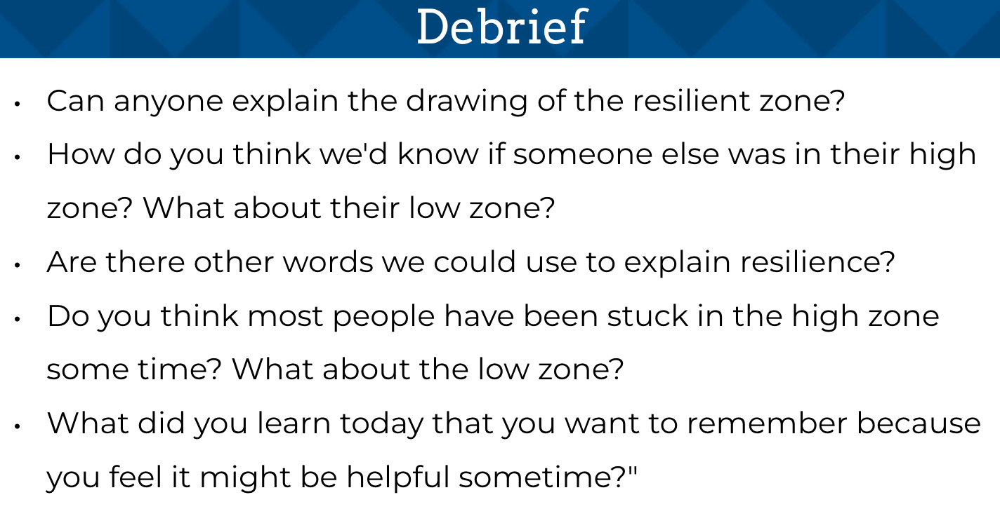 Debrief
• Can anyone explain the drawing of the resilient zone?
• How do you think we'd know if someone else was in their high
zone? What about their low zone?
• Are there other words we could use to explain resilience?
• Do you think most people have been stuck in the high zone
some time? What about the low zone?
• What did you learn today that you want to remember because
you feel it might be helpful sometime?"